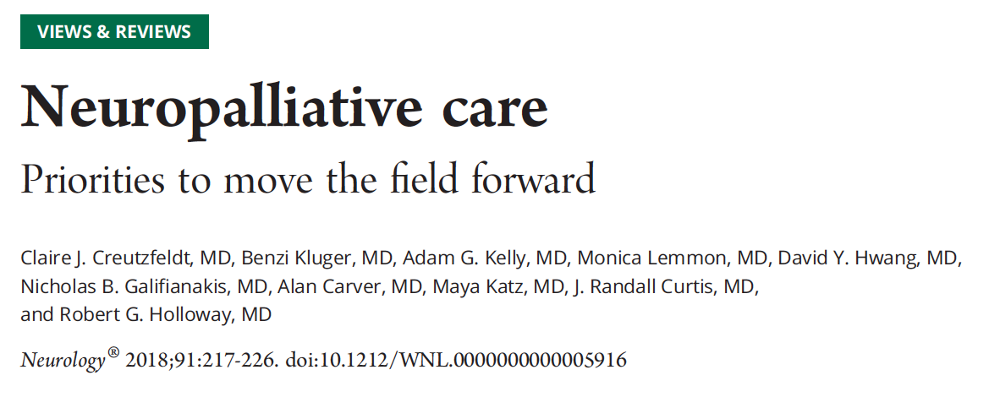 VIEWS & REVIEWS
Neuropalliative care
Priorities to move the field forward
Claire J. Creutzfeldt, MD, Benzi Kluger, MD, Adam G. Kelly, MD, Monica Lemmon, MD, David Y. Hwang, MD,
Nicholas B. Galifianakis, MD, Alan Carver, MD, Maya Katz, MD, J. Randall Curtis, MD,
and Robert G. Holloway, MD
Neurology® 2018;91:217-226. doi:10.1212/WNL.0000000000005916